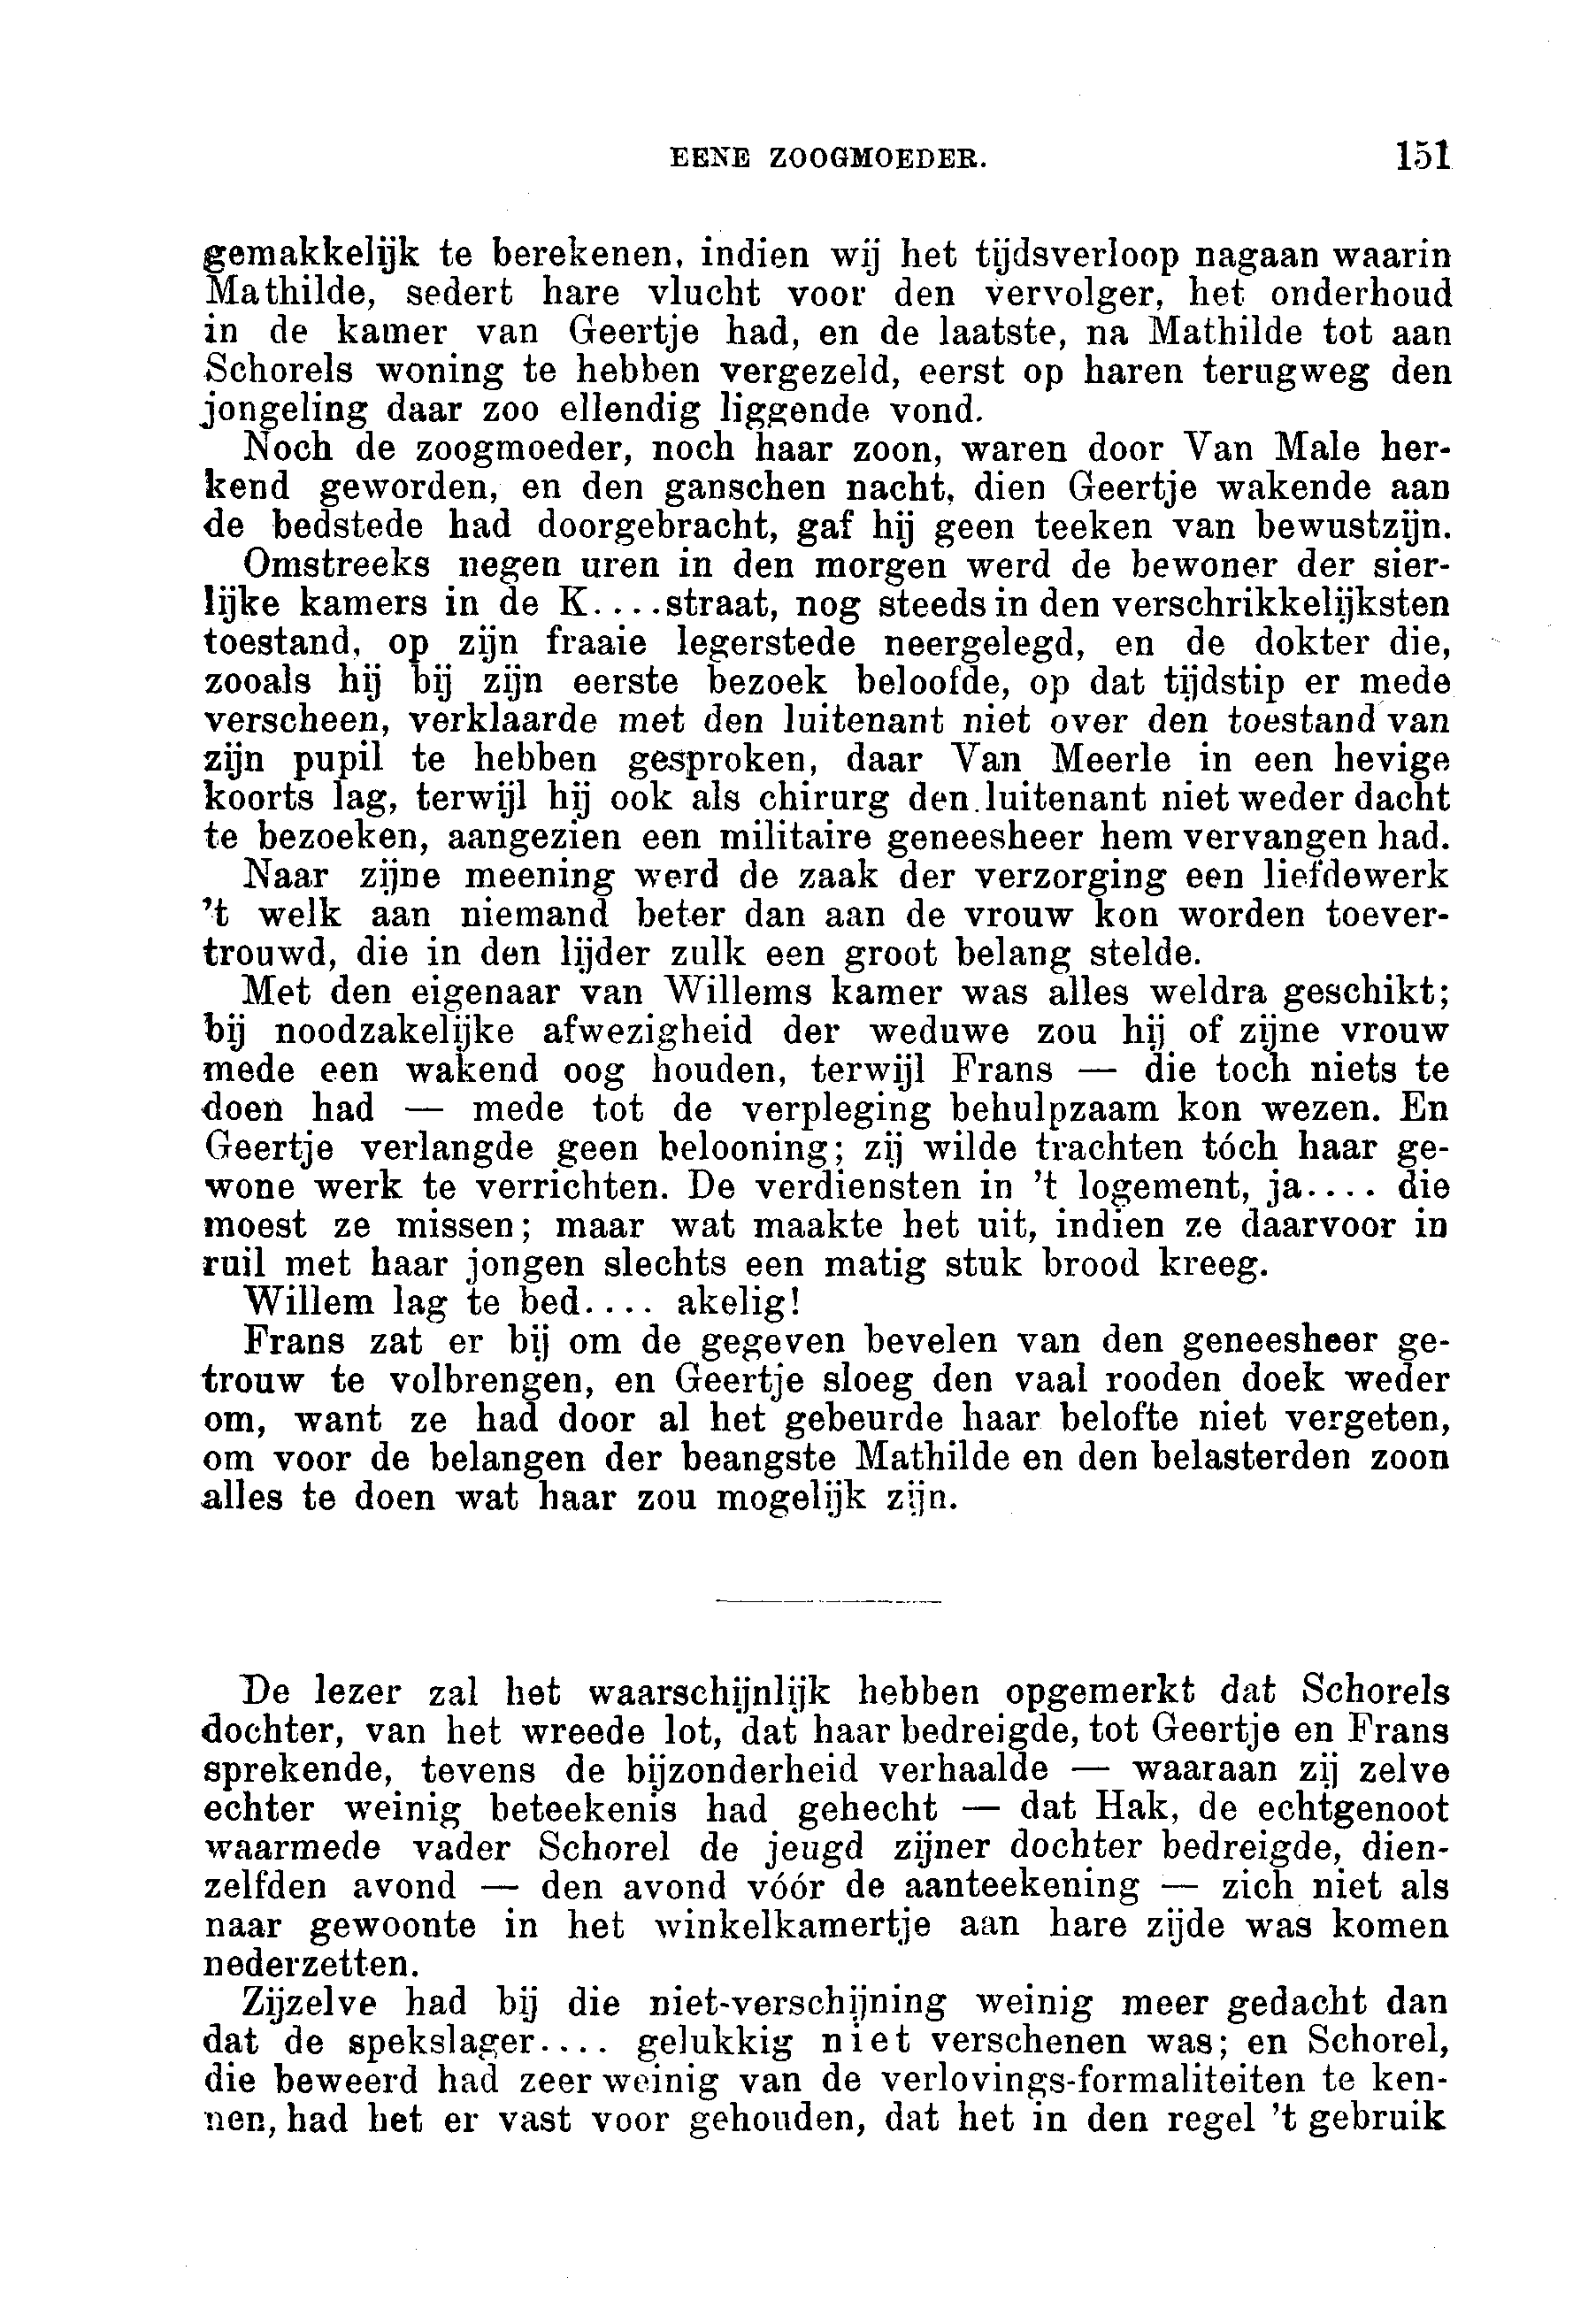 EENE ZOOGMOEDER. 151
gemakkelijk te berekenen, indien wij het tijdsverloop nagaan waarin
Mathilde, sedert hare vlucht voor den vervolger, het onderhoud
in de kamer van Geertje had, en de laatste, na Mathilde tot aan
Schorels woning te hebben vergezeld, eerst op haren terugweg den
jongeling daar zoo ellendig liggende vond.
Noch de zoogmoeder, noch haar zoon, waren door Van Male her-
kend geworden, en den ganschen nacht, dien Geertje wakende aan
de bedstede had doorgebracht, gaf hij geen teeken van bewustzijn.
Omstreeks negen uren in den morgen werd de bewoner der sier-
lijke kamers in de K....straat, nog steeds in den verschrikkelijksten
toestand, op zijn fraaie legerstede neergelegd, en de dokter die,
zooals hij bij zijn eerste bezoek beloofde, op dat tijdstip er mede
verscheen, verklaarde met den luitenant niet over den toestand van
zijn pupil te hebben gesproken, daar Van Meerle in een hevige
koorts lag, terwijl hij ook als chirurg den luitenant niet weder dacht
te bezoeken, aangezien een militaire geneesheer hem vervangen had.
Naar zijne meening werd de zaak der verzorging een liefdewerk
't welk aan niemand beter dan aan de vrouw kon worden toever-
trouwd, die in den lijder zulk een groot belang stelde.
Met den eigenaar van Willems kamer was alles weldra geschikt;
bij noodzakelijke afwezigheid der weduwe zou hij of zijne vrouw
mede een wakend oog houden, terwijl Frans — die toch niets te
doen had — mede tot de verpleging behulpzaam kon wezen. En
Geertje verlangde geen belooning; zij wilde trachten tóch haar ge-
wone werk te verrichten. De verdiensten in 't logement, ja.... die
moest ze missen; maar wat maakte het uit, indien ze daarvoor in
ruil met haar jongen slechts een matig stuk brood kreeg.
Willem lag te bed.... akelig!
Frans zat er bij om de gegeven bevelen van den geneesheer ge-
trouw te volbrengen, en Geertje sloeg den vaal rooden doek weder
om, want ze had door al het gebeurde haar belofte niet vergeten,
om voor de belangen der beangste Mathilde en den belasterden zoon
alles te doen wat haar zou mogelijk zijn.
De lezer zal het waarschijnlijk hebben opgemerkt dat Schorels
dochter, van het wreede lot, dat haar bedreigde, tot Geertje en Frans
sprekende, tevens de bijzonderheid verhaalde — waaraan zij zelve
echter weinig beteekenis had gehecht — dat Hak, de echtgenoot
waarmede vader Schorel de jeugd zijner dochter bedreigde, dien-
zelfden avond — den avond vóór de aanteekening — zich niet als
naar gewoonte in het winkelkamertje aan hare zijde was komen
nederzetten.
Zijzelve had bij die niet-verschijning weinig meer gedacht dan
dat de spekslager.... gelukkig niet verschenen was; en Schorel,
die beweerd had zeer weinig van de verlovings-formaliteiten te ken-
nen, had het er vast voor gehouden, dat het in den regel 't gebruik